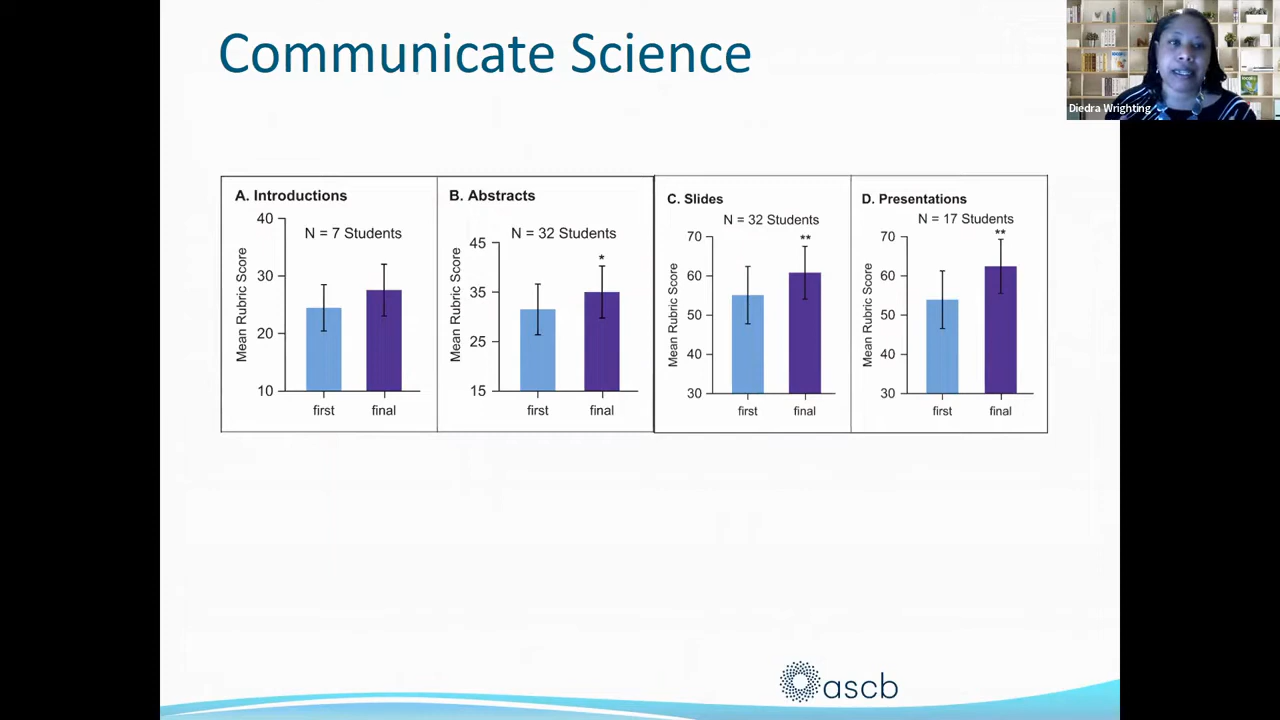 Communicate Science
Diedra Wrighting
A. Introductions
N = 7 Students
Mean Rubric Score
40
30
20
10
first final
B. Abstracts
N = 32 Students
Mean Rubric Score
45
35
25
15
*
first final
C. Slides
N = 32 Students
Mean Rubric Score
70
60
50
40
30
**
first final
D. Presentations
N = 17 Students
Mean Rubric Score
70
60
50
40
30
**
first final
ascb